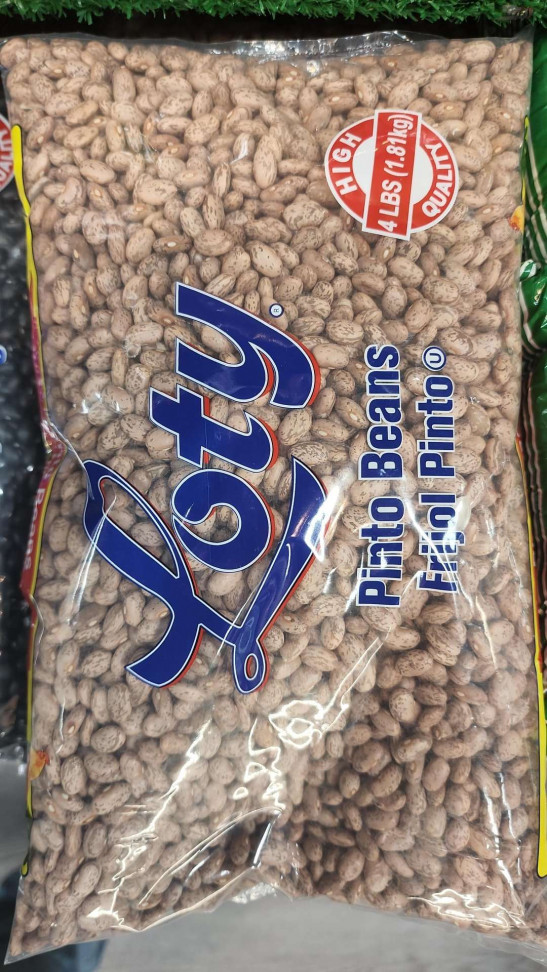 HIGH
4 LBS (1.81kg)
QUALITY
Loty®
Pinto Beans
Frijol Pinto Ⓤ